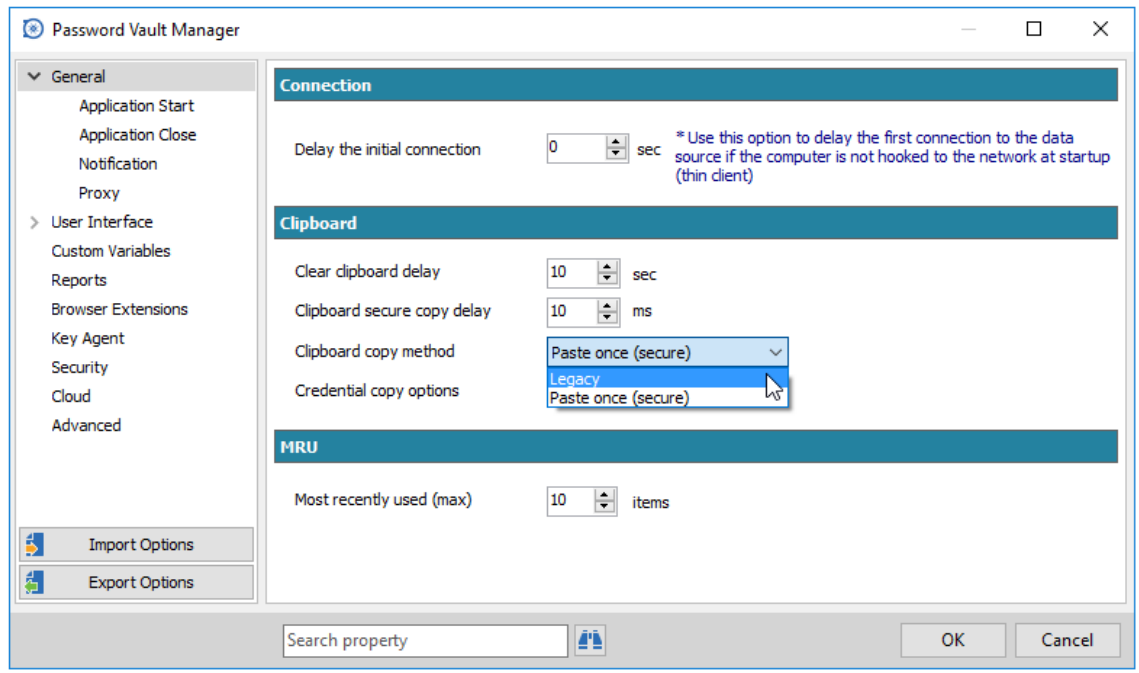 Password Vault Manager
General
Application Start
Application Close
Notification
Proxy
User Interface
Custom Variables
Reports
Browser Extensions
Key Agent
Security
Cloud
Advanced
Import Options
Export Options
Connection
Delay the initial connection
0
sec
* Use this option to delay the first connection to the data
source if the computer is not hooked to the network at startup
(thin client)
Clipboard
Clear clipboard delay
10
sec
Clipboard secure copy delay
10
ms
Clipboard copy method
Paste once (secure)
Legacy
Paste once (secure)
Credential copy options
MRU
Most recently used (max)
10
items
Search property
OK
Cancel